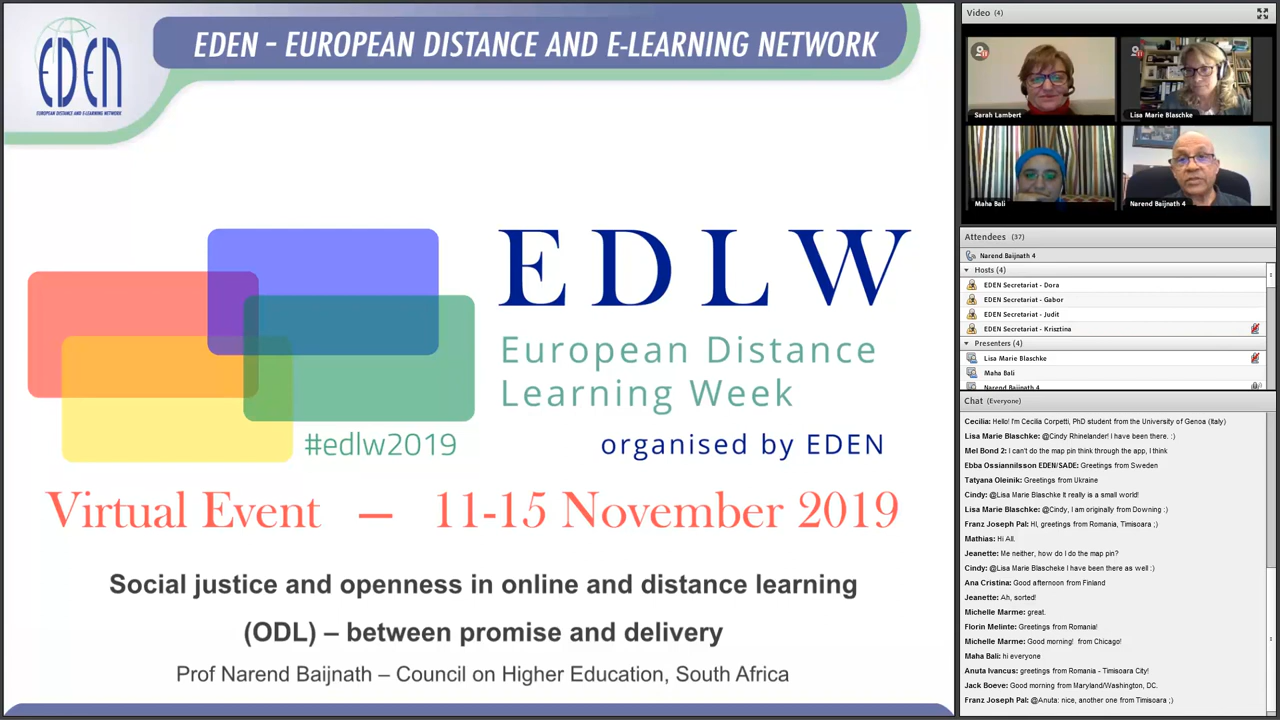 EDEN - EUROPEAN DISTANCE AND E-LEARNING NETWORK
EDEN
EUROPEAN DISTANCE AND E-LEARNING NETWORK
EDLW
European Distance
Learning Week
#edlw2019
organised by EDEN
Virtual Event — 11-15 November 2019
Social justice and openness in online and distance learning
(ODL) – between promise and delivery
Prof Narend Baijnath – Council on Higher Education, South Africa
Video (4)
Sarah Lambert
Lisa Marie Blaschke
Maha Bali
Narend Baijnath 4
Attendees (37)
Narend Baijnath 4
Hosts (4)
EDEN Secretariat - Dora
EDEN Secretariat - Gabor
EDEN Secretariat - Judit
EDEN Secretariat - Krisztina
Presenters (4)
Lisa Marie Blaschke
Maha Bali
Narend Baijnath 4
Chat (Everyone)
Cecilia: Hello! I'm Cecilia Corpetti, PhD student from the University of Genoa (Italy)
Lisa Marie Blaschke: @Cindy Rhinelander! I have been there. :)
Mel Bond 2: I can't do the map pin think through the app, I think
Ebba Ossiannilsson EDEN/SADE: Greetings from Sweden
Tatyana Oleinik: Greetings from Ukraine
Cindy: @Lisa Marie Blaschke It really is a small world!
Lisa Marie Blaschke: @Cindy, I am originally from Downing :)
Franz Joseph Pal: HI, greetings from Romania, Timisoara ;)
Mathias: Hi All.
Jeanette: Me neither, how do I do the map pin?
Cindy: @Lisa Marie Blascheke I have been there as well :)
Ana Cristina: Good afternoon from Finland
Jeanette: Ah, sorted!
Michelle Marme: great.
Florin Melinte: Greetings from Romania!
Michelle Marme: Good morning! from Chicago!
Maha Bali: hi everyone
Anuta Ivancus: greetings from Romania - Timisoara City!
Jack Boeve: Good morning from Maryland/Washington, DC.
Franz Joseph Pal: @Anuta: nice, another one from Timisoara ;)